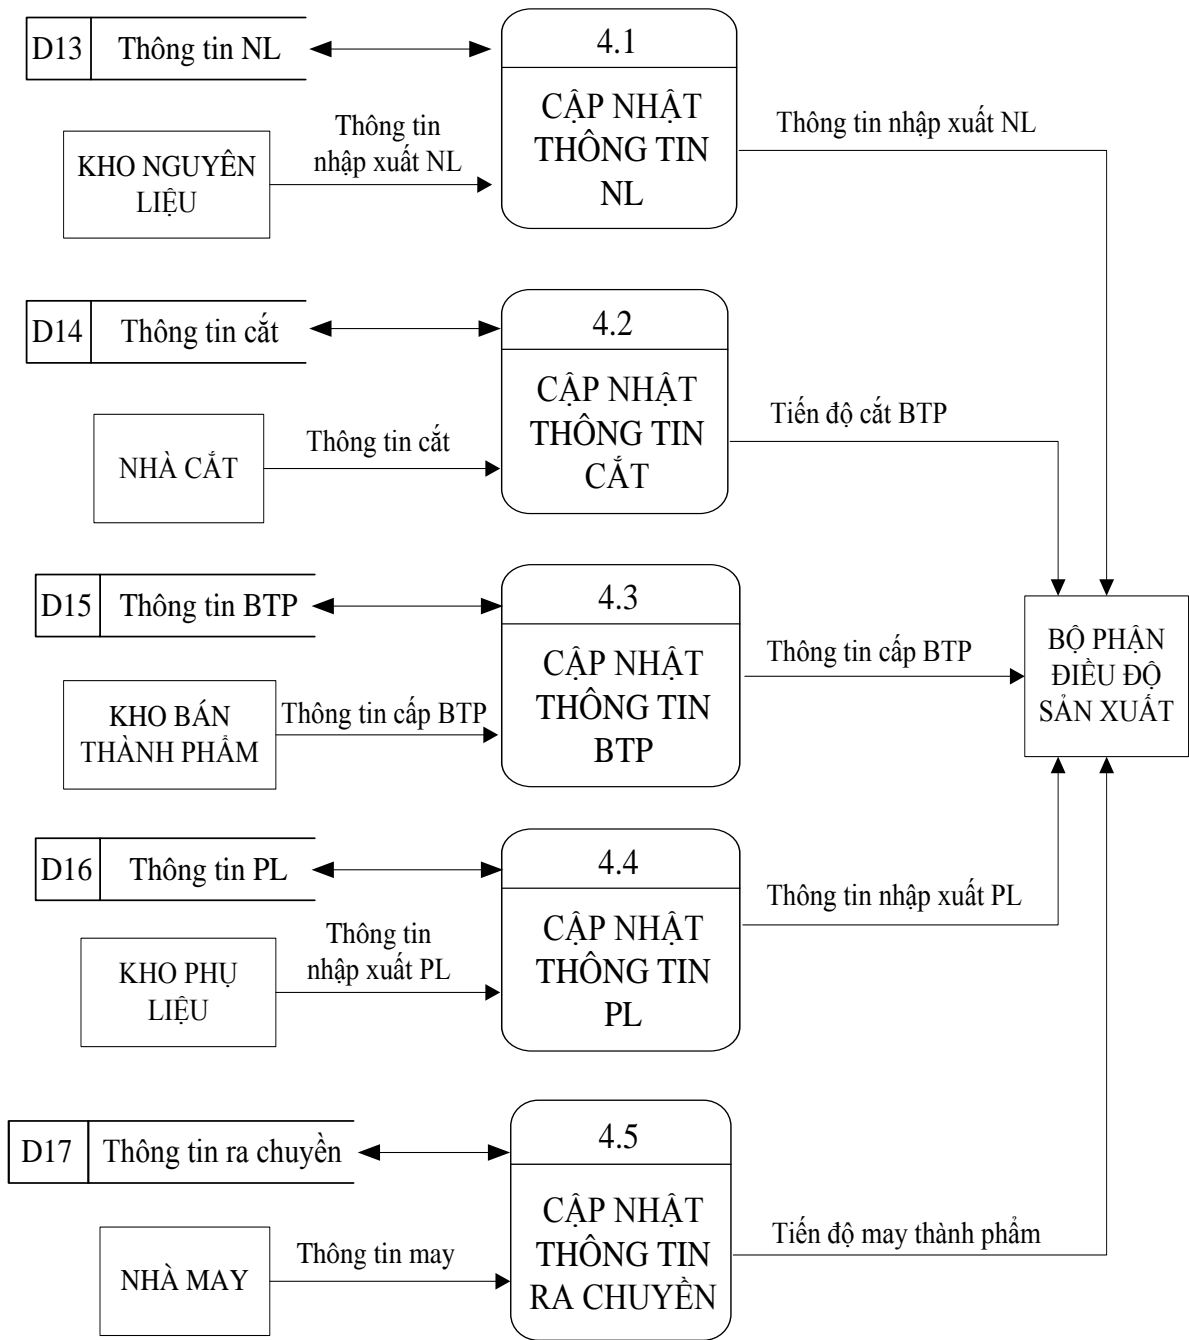 D13 Thông tin NL
4.1
CẬP NHẬT
THÔNG TIN
NL
Thông tin
nhập xuất NL
KHO NGUYÊN
LIỆU
Thông tin nhập xuất NL
D14 Thông tin cắt
4.2
CẬP NHẬT
THÔNG TIN
CẮT
NHÀ CẮT
Thông tin cắt
Tiến độ cắt BTP
D15 Thông tin BTP
4.3
CẬP NHẬT
THÔNG TIN
BTP
KHO BÁN
THÀNH PHẨM
Thông tin cấp BTP
Thông tin cấp BTP
BỘ PHẬN
ĐIỀU ĐỘ
SẢN XUẤT
D16 Thông tin PL
4.4
CẬP NHẬT
THÔNG TIN
PL
Thông tin
nhập xuất PL
KHO PHỤ
LIỆU
Thông tin nhập xuất PL
D17 Thông tin ra chuyền
4.5
CẬP NHẬT
THÔNG TIN
RA CHUYỀN
NHÀ MAY
Thông tin may
Tiến độ may thành phẩm